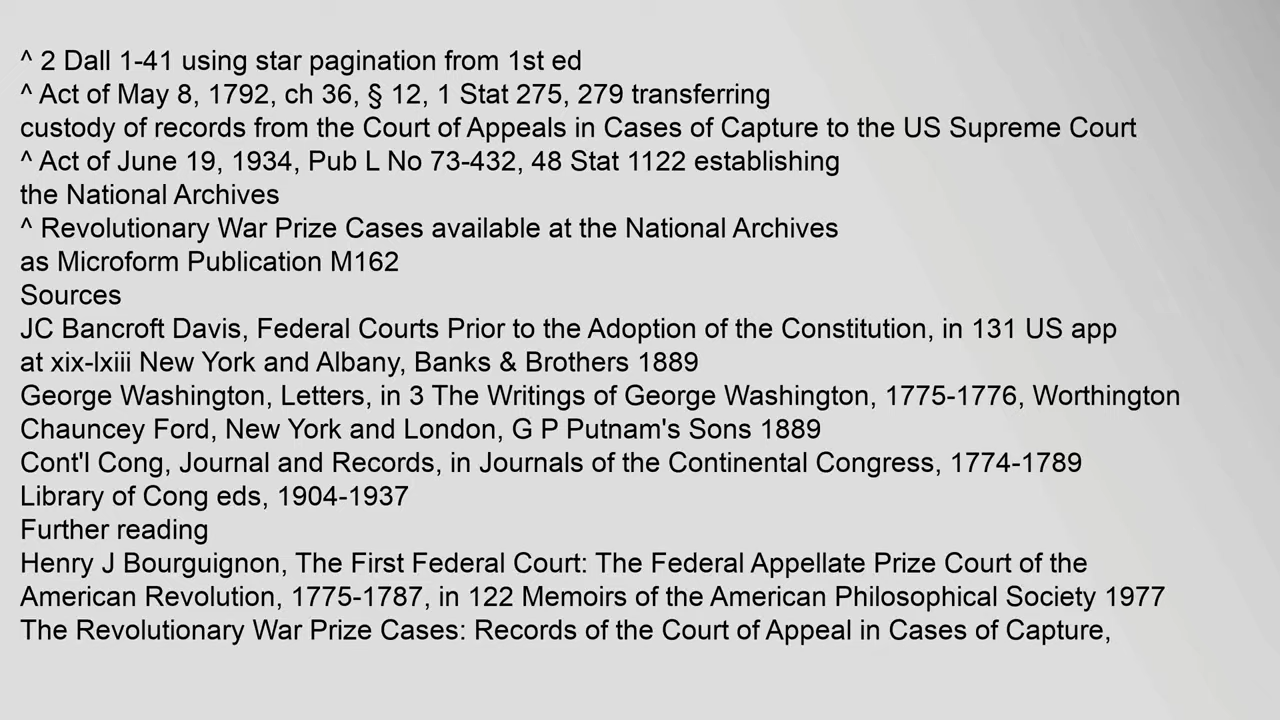 ^ 2 Dall 1-41 using star pagination from 1st ed
^ Act of May 8, 1792, ch 36, § 12, 1 Stat 275, 279 transferring
custody of records from the Court of Appeals in Cases of Capture to the US Supreme Court
^ Act of June 19, 1934, Pub L No 73-432, 48 Stat 1122 establishing
the National Archives
^ Revolutionary War Prize Cases available at the National Archives
as Microform Publication M162
Sources
JC Bancroft Davis, Federal Courts Prior to the Adoption of the Constitution, in 131 US app
at xix-lxiii New York and Albany, Banks & Brothers 1889
George Washington, Letters, in 3 The Writings of George Washington, 1775-1776, Worthington
Chauncey Ford, New York and London, G P Putnam's Sons 1889
Cont'l Cong, Journal and Records, in Journals of the Continental Congress, 1774-1789
Library of Cong eds, 1904-1937
Further reading
Henry J Bourguignon, The First Federal Court: The Federal Appellate Prize Court of the
American Revolution, 1775-1787, in 122 Memoirs of the American Philosophical Society 1977
The Revolutionary War Prize Cases: Records of the Court of Appeal in Cases of Capture,